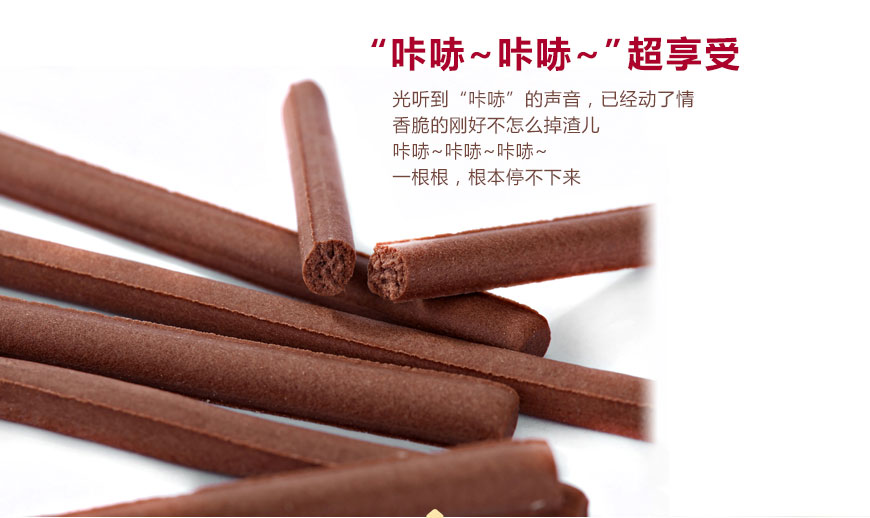 “咔哧~咔哧~”超享受
光听到“咔哧”的声音，已经动了情
香脆的刚好不怎么掉渣儿
咔哧~咔哧~咔哧~
一根根，根本停不下来